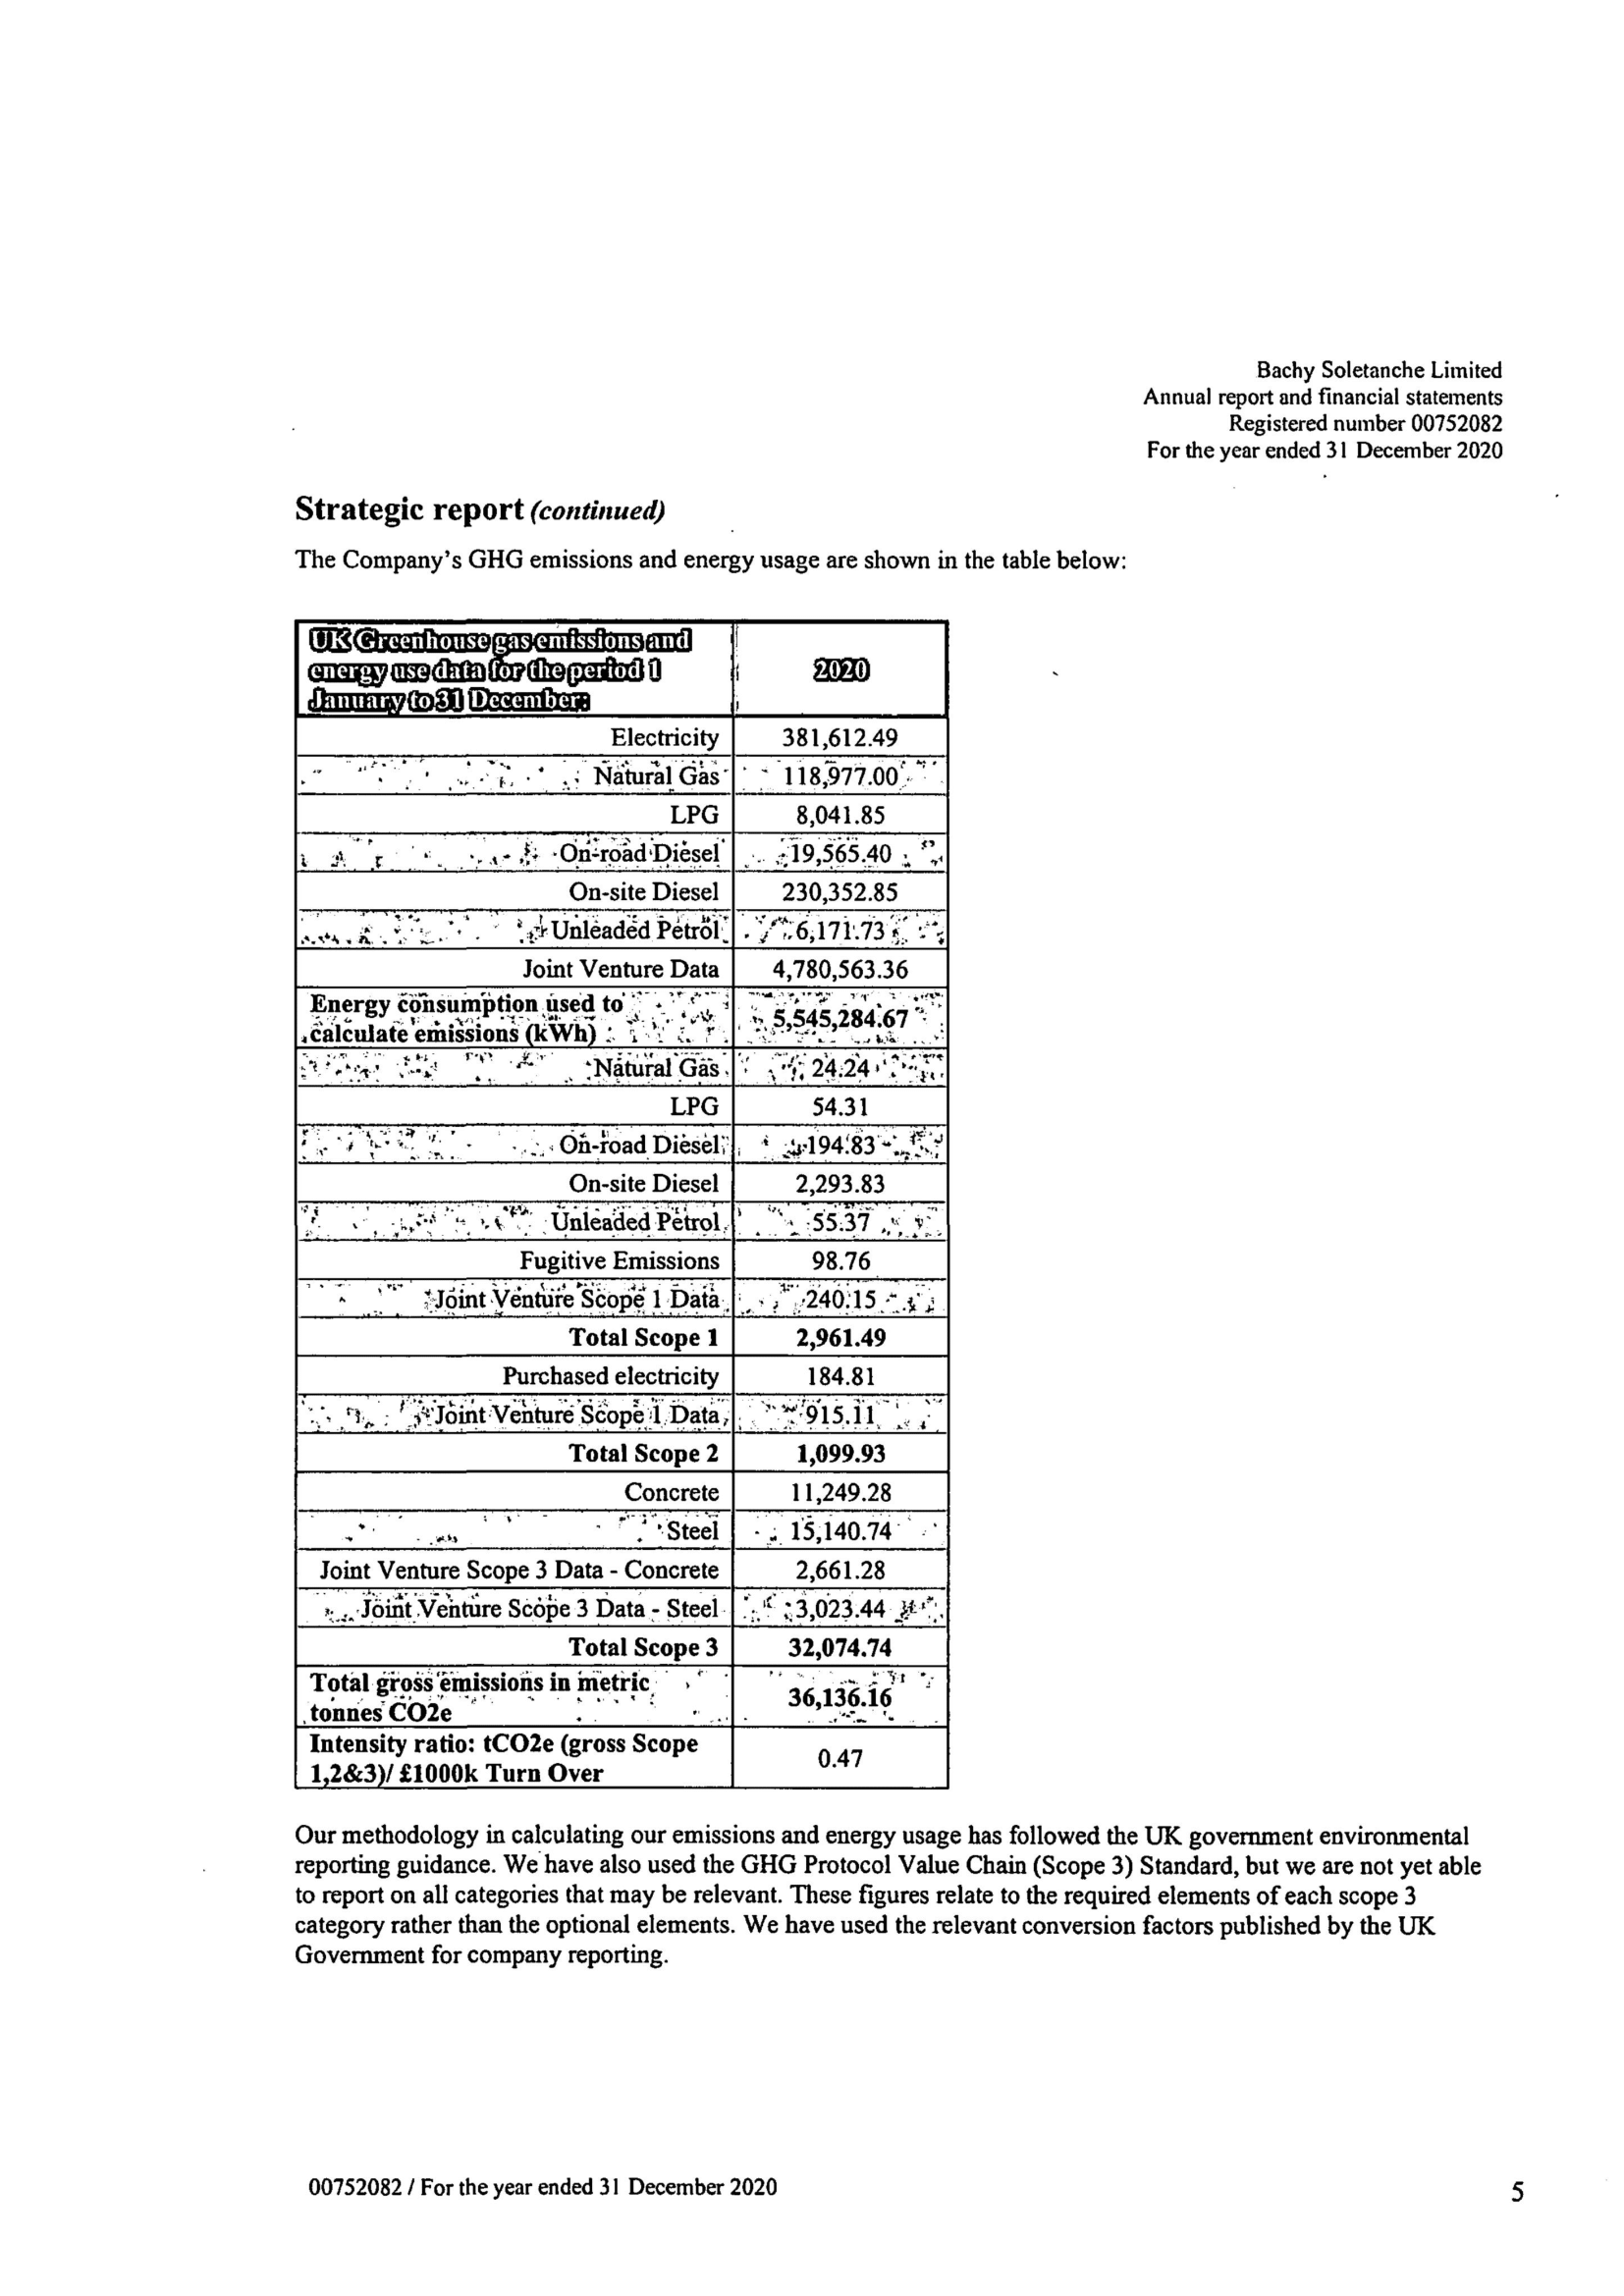 Bachy Soletanche Limited
Annual report and financial statements
Registered number 00752082
For the year ended 31 December 2020
Strategic report (continued)
The Company's GHG emissions and energy usage are shown in the table below:
UK Greenhouse gas emissions and
energy use data for the period 1
January to 31 December:
2020
Electricity 381,612.49
Natural Gas 118,977.00
LPG 8,041.85
On-road Diesel 19,565.40
On-site Diesel 230,352.85
Unleaded Petrol 6,171.73
Joint Venture Data 4,780,563.36
Energy consumption used to
calculate emissions (kWh)
5,545,284.67
Natural Gas 24.24
LPG 54.31
On-road Diesel 194.83
On-site Diesel 2,293.83
Unleaded Petrol 55.37
Fugitive Emissions 98.76
Joint Venture Scope 1 Data 240.15
Total Scope 1 2,961.49
Purchased electricity 184.81
Joint Venture Scope 1 Data 915.11
Total Scope 2 1,099.93
Concrete 11,249.28
Steel 15,140.74
Joint Venture Scope 3 Data - Concrete 2,661.28
Joint Venture Scope 3 Data - Steel 3,023.44
Total Scope 3 32,074.74
Total gross emissions in metric
tonnes CO2e
36,136.16
Intensity ratio: tCO2e (gross Scope
1,2&3)/ £1000k Turn Over
0.47
Our methodology in calculating our emissions and energy usage has followed the UK government environmental
reporting guidance. We have also used the GHG Protocol Value Chain (Scope 3) Standard, but we are not yet able
to report on all categories that may be relevant. These figures relate to the required elements of each scope 3
category rather than the optional elements. We have used the relevant conversion factors published by the UK
Government for company reporting.
00752082 / For the year ended 31 December 2020
5